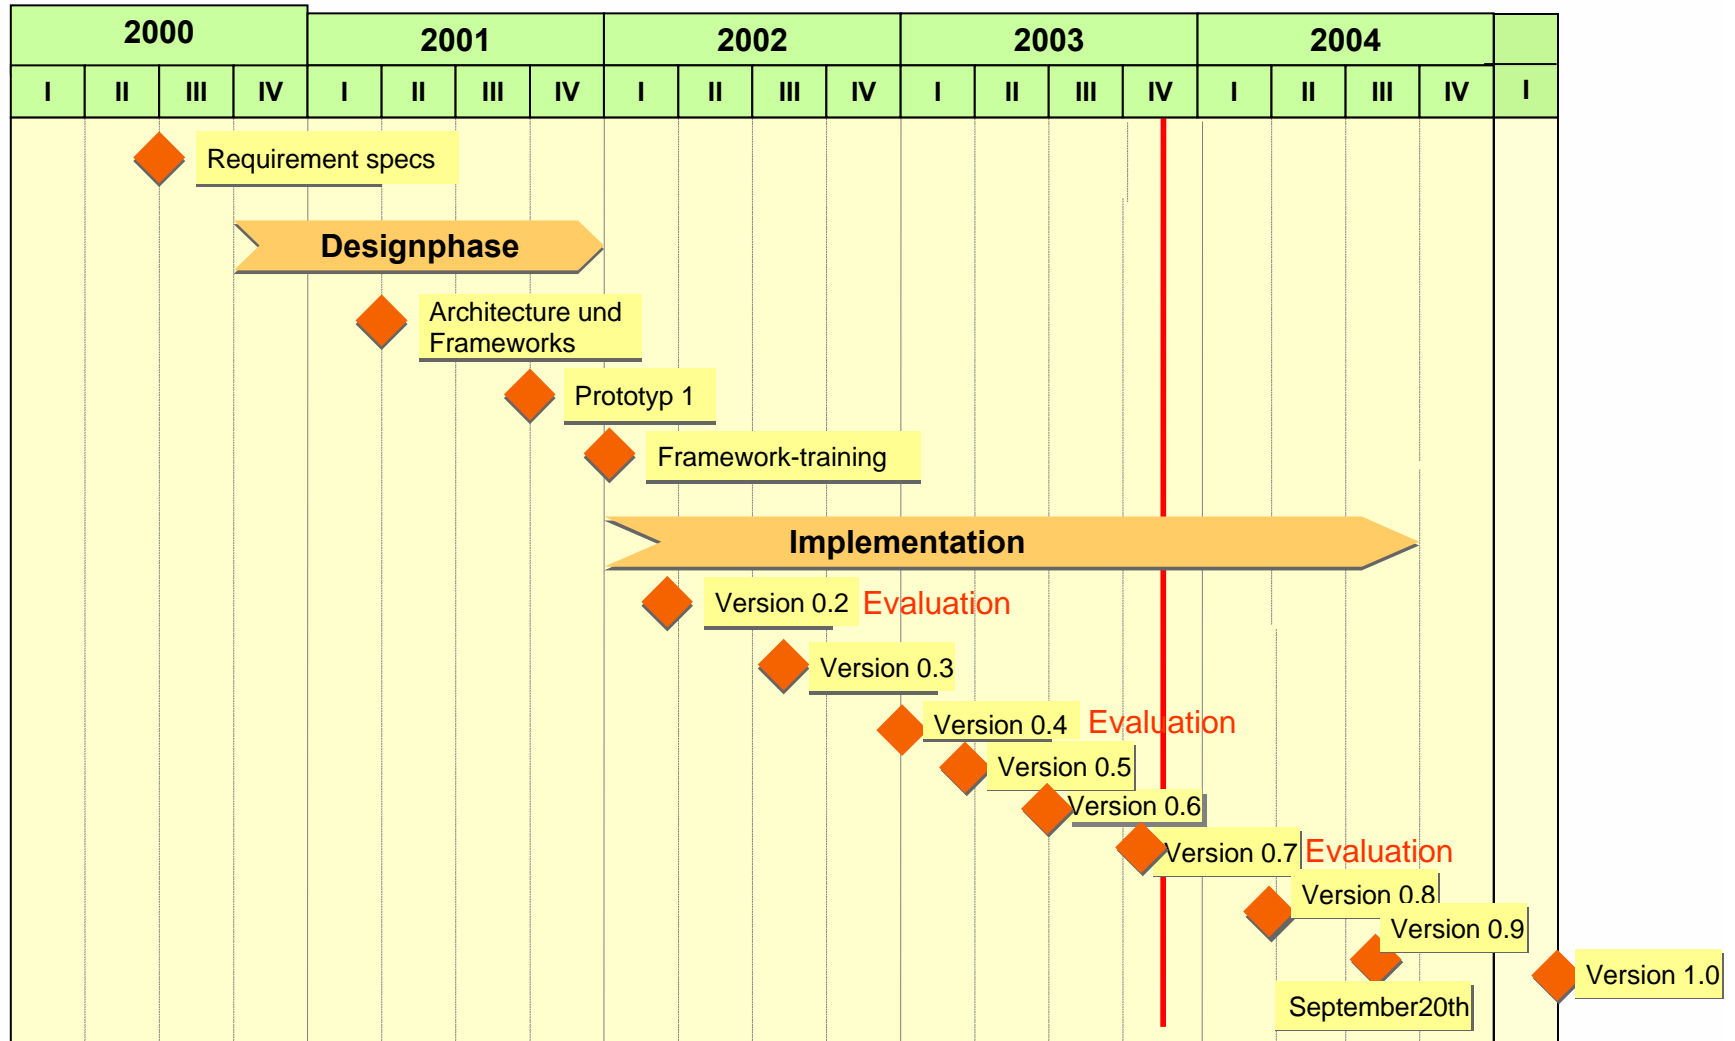 2000 2001 2002 2003 2004
I II III IV I II III IV I II III IV I II III IV I II III IV I
Requirement specs
Designphase
Architecture und
Frameworks
Prototyp 1
Framework-training
Implementation
Version 0.2 Evaluation
Version 0.3
Version 0.4 Evaluation
Version 0.5
Version 0.6
Version 0.7 Evaluation
Version 0.8
Version 0.9
Version 1.0
September20th